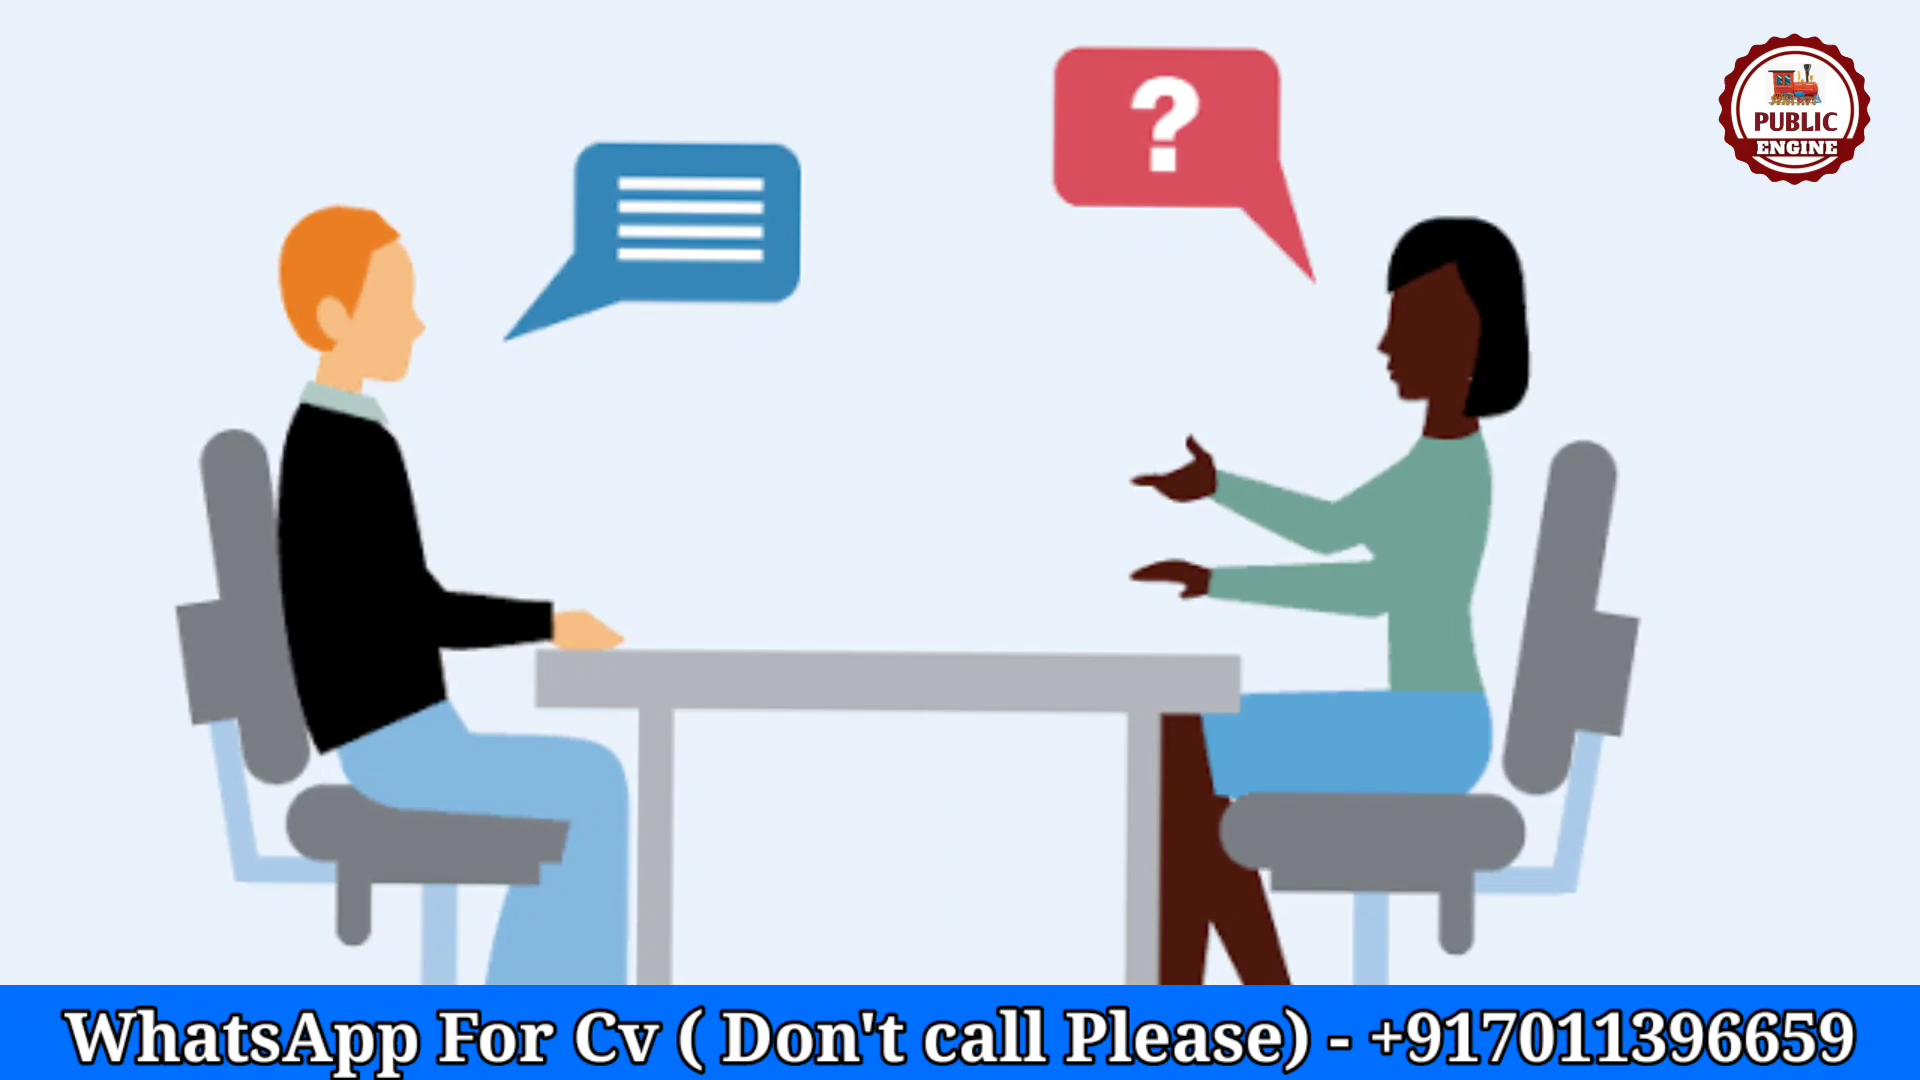 ?
PUBLIC
ENGINE
WhatsApp For Cv ( Don't call Please) - +917011396659